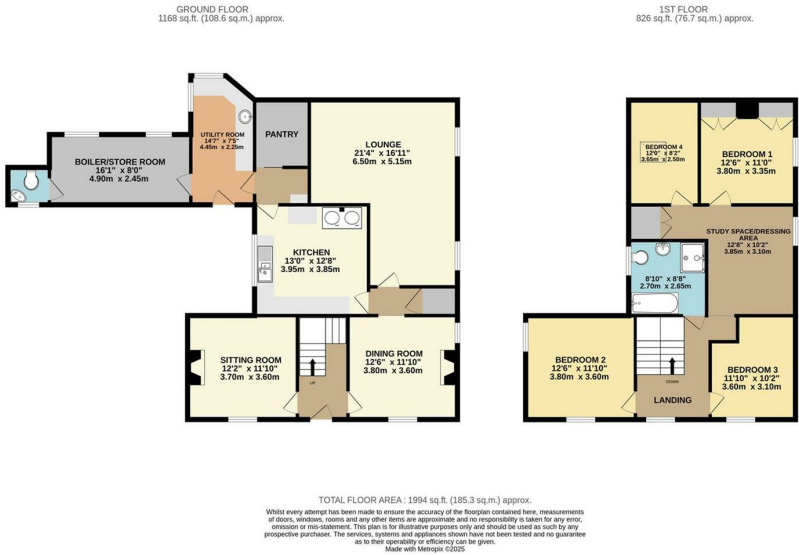 GROUND FLOOR
1168 sq.ft. (108.6 sq.m.) approx.
UTILITY ROOM
14'7" x 7'5"
4.45m x 2.25m
PANTRY
LOUNGE
21'4" x 16'11"
6.50m x 5.15m
BOILER/STORE ROOM
16'1" x 8'0"
4.90m x 2.45m
KITCHEN
13'0" x 12'8"
3.95m x 3.85m
SITTING ROOM
12'2" x 11'10"
3.70m x 3.60m
UP
DINING ROOM
12'6" x 11'10"
3.80m x 3.60m
1ST FLOOR
826 sq.ft. (76.7 sq.m.) approx.
BEDROOM 4
12'0" x 8'2"
3.65m x 2.50m
BEDROOM 1
12'6" x 11'0"
3.80m x 3.35m
STUDY SPACE/DRESSING
AREA
12'8" x 10'2"
3.85m x 3.10m
8'10" x 8'8"
2.70m x 2.65m
BEDROOM 2
12'6" x 11'10"
3.80m x 3.60m
DOWN
LANDING
BEDROOM 3
11'10" x 10'2"
3.60m x 3.10m
TOTAL FLOOR AREA : 1994 sq.ft. (185.3 sq.m.) approx.
Whilst every attempt has been made to ensure the accuracy of the floorplan contained here, measurements
of doors, windows, rooms and any other items are approximate and no responsibility is taken for any error,
omission or mis-statement. This plan is for illustrative purposes only and should be used as such by any
prospective purchaser. The services, systems and appliances shown have not been tested and no guarantee
as to their operability or efficiency can be given.
Made with Metropix ©2025